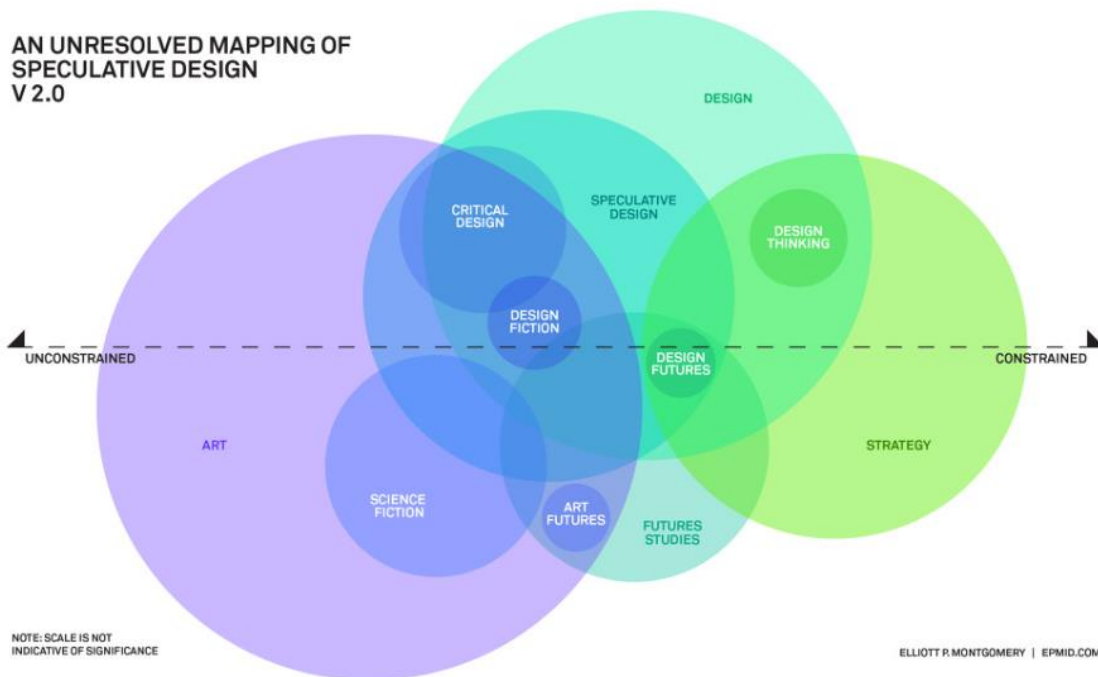 AN UNRESOLVED MAPPING OF
SPECULATIVE DESIGN
V 2.0
DESIGN
CRITICAL
DESIGN
SPECULATIVE
DESIGN
DESIGN
THINKING
DESIGN
FICTION
UNCONSTRAINED
DESIGN
FUTURES
CONSTRAINED
ART
STRATEGY
SCIENCE
FICTION
ART
FUTURES
FUTURES
STUDIES
NOTE: SCALE IS NOT
INDICATIVE OF SIGNIFICANCE
ELLIOTT P. MONTGOMERY | EPMID.COM